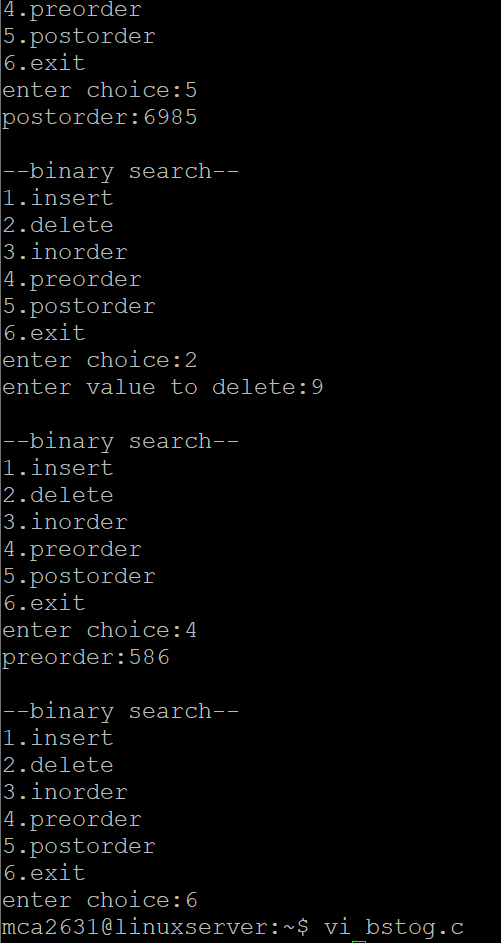 4.preorder
5.postorder
6.exit
enter choice:5
postorder:6985
--binary search--
1.insert
2.delete
3.inorder
4.preorder
5.postorder
6.exit
enter choice:2
enter value to delete:9
--binary search--
1.insert
2.delete
3.inorder
4.preorder
5.postorder
6.exit
enter choice:4
preorder:586
--binary search--
1.insert
2.delete
3.inorder
4.preorder
5.postorder
6.exit
enter choice:6
mca2631@linuxserver:~$ vi bstog.c